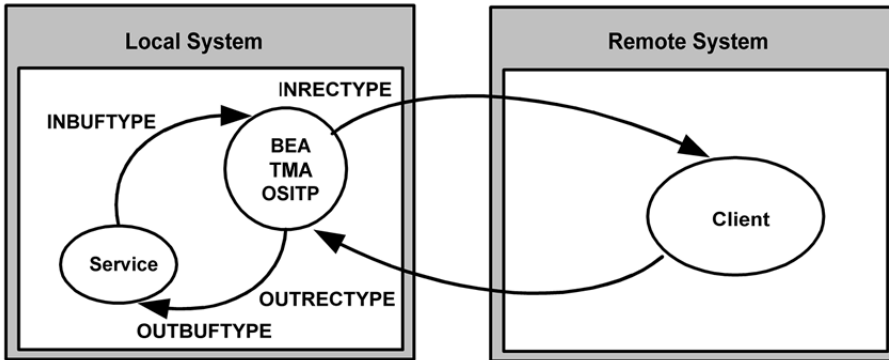 Local System
Remote System
INRECTYPE
INBUFTYPE
BEA
TMA
OSITP
Client
Service
OUTRECTYPE
OUTBUFTYPE